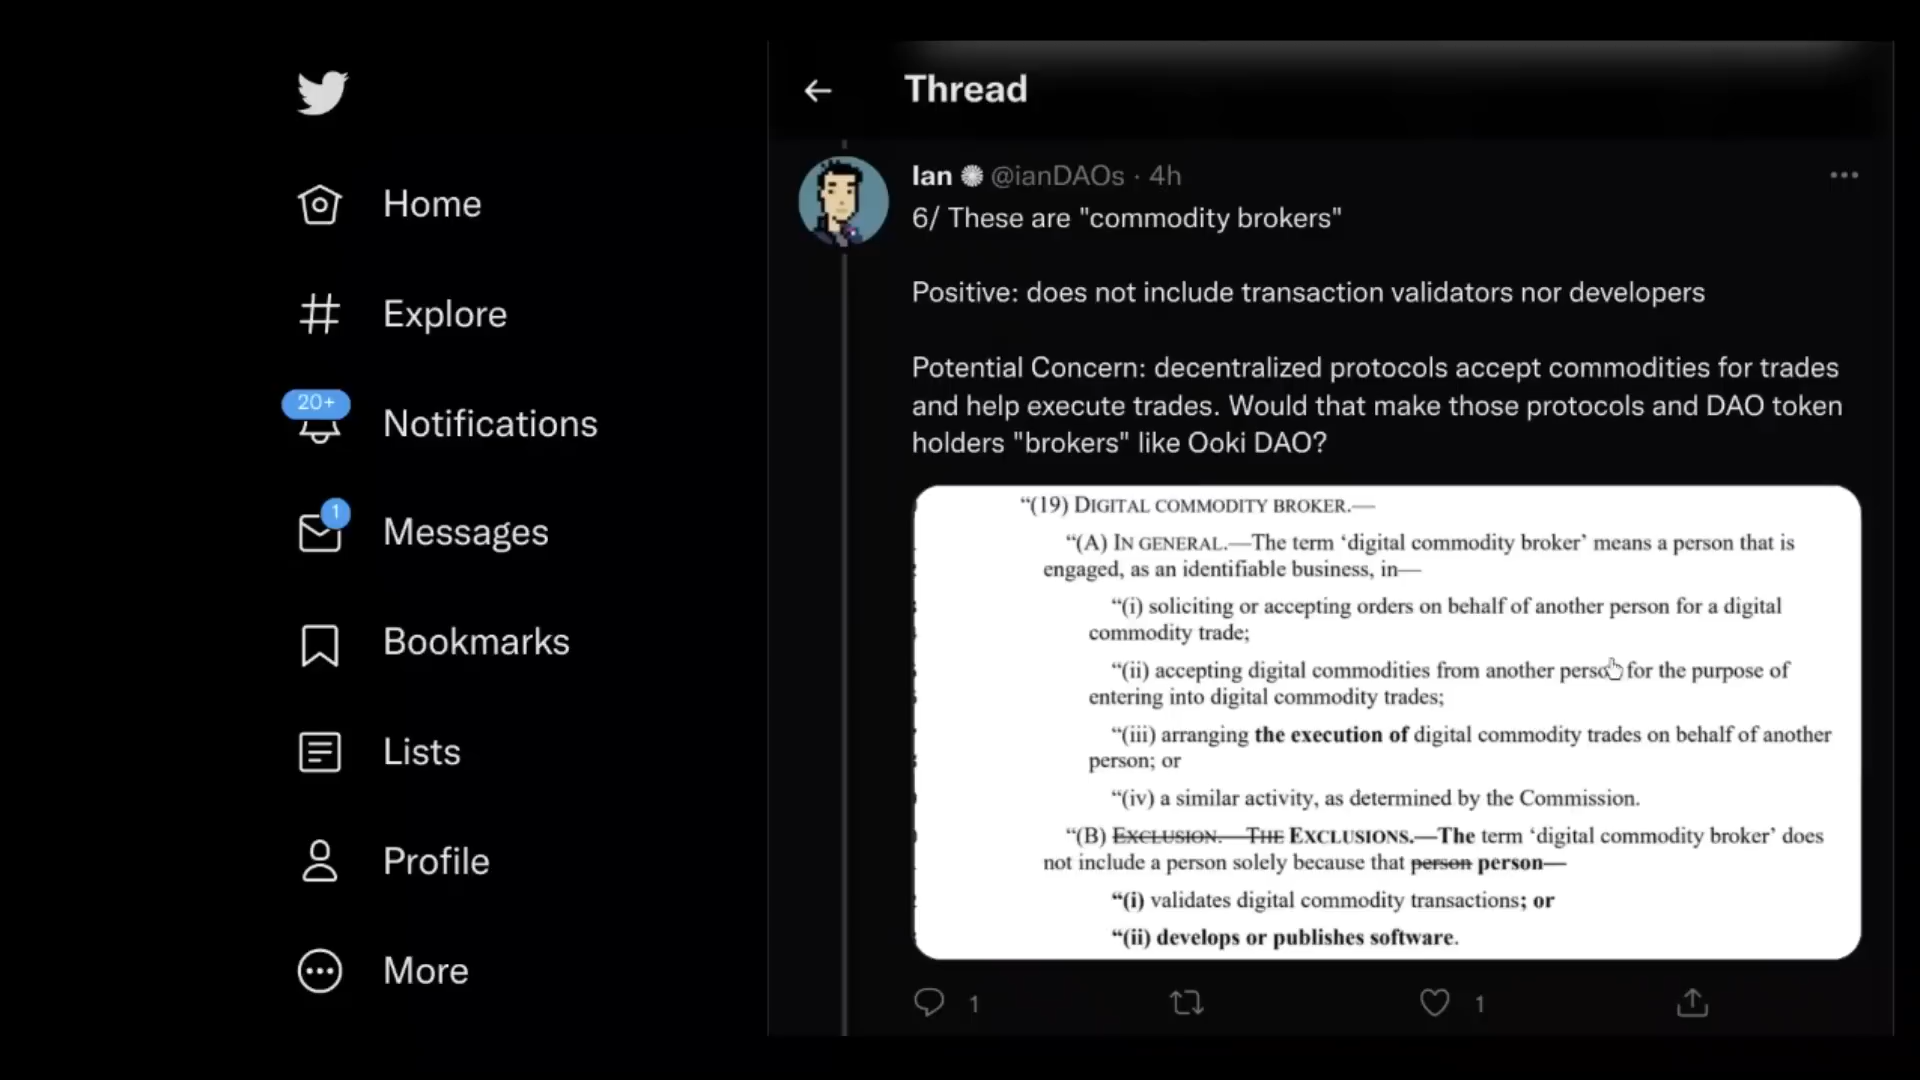 Home
Explore
20+
Notifications
1
Messages
Bookmarks
Lists
Profile
More
Thread
Ian @ianDAOs · 4h
6/ These are "commodity brokers"
Positive: does not include transaction validators nor developers
Potential Concern: decentralized protocols accept commodities for trades
and help execute trades. Would that make those protocols and DAO token
holders "brokers" like Ooki DAO?
“(19) DIGITAL COMMODITY BROKER.—
“(A) IN GENERAL.—The term ‘digital commodity broker’ means a person that is
engaged, as an identifiable business, in—
“(i) soliciting or accepting orders on behalf of another person for a digital
commodity trade;
“(ii) accepting digital commodities from another person for the purpose of
entering into digital commodity trades;
“(iii) arranging the execution of digital commodity trades on behalf of another
person; or
“(iv) a similar activity, as determined by the Commission.
“(B) EXCLUSION.—THE EXCLUSIONS.—The term ‘digital commodity broker’ does
not include a person solely because that person person—
“(i) validates digital commodity transactions; or
“(ii) develops or publishes software.
1
1